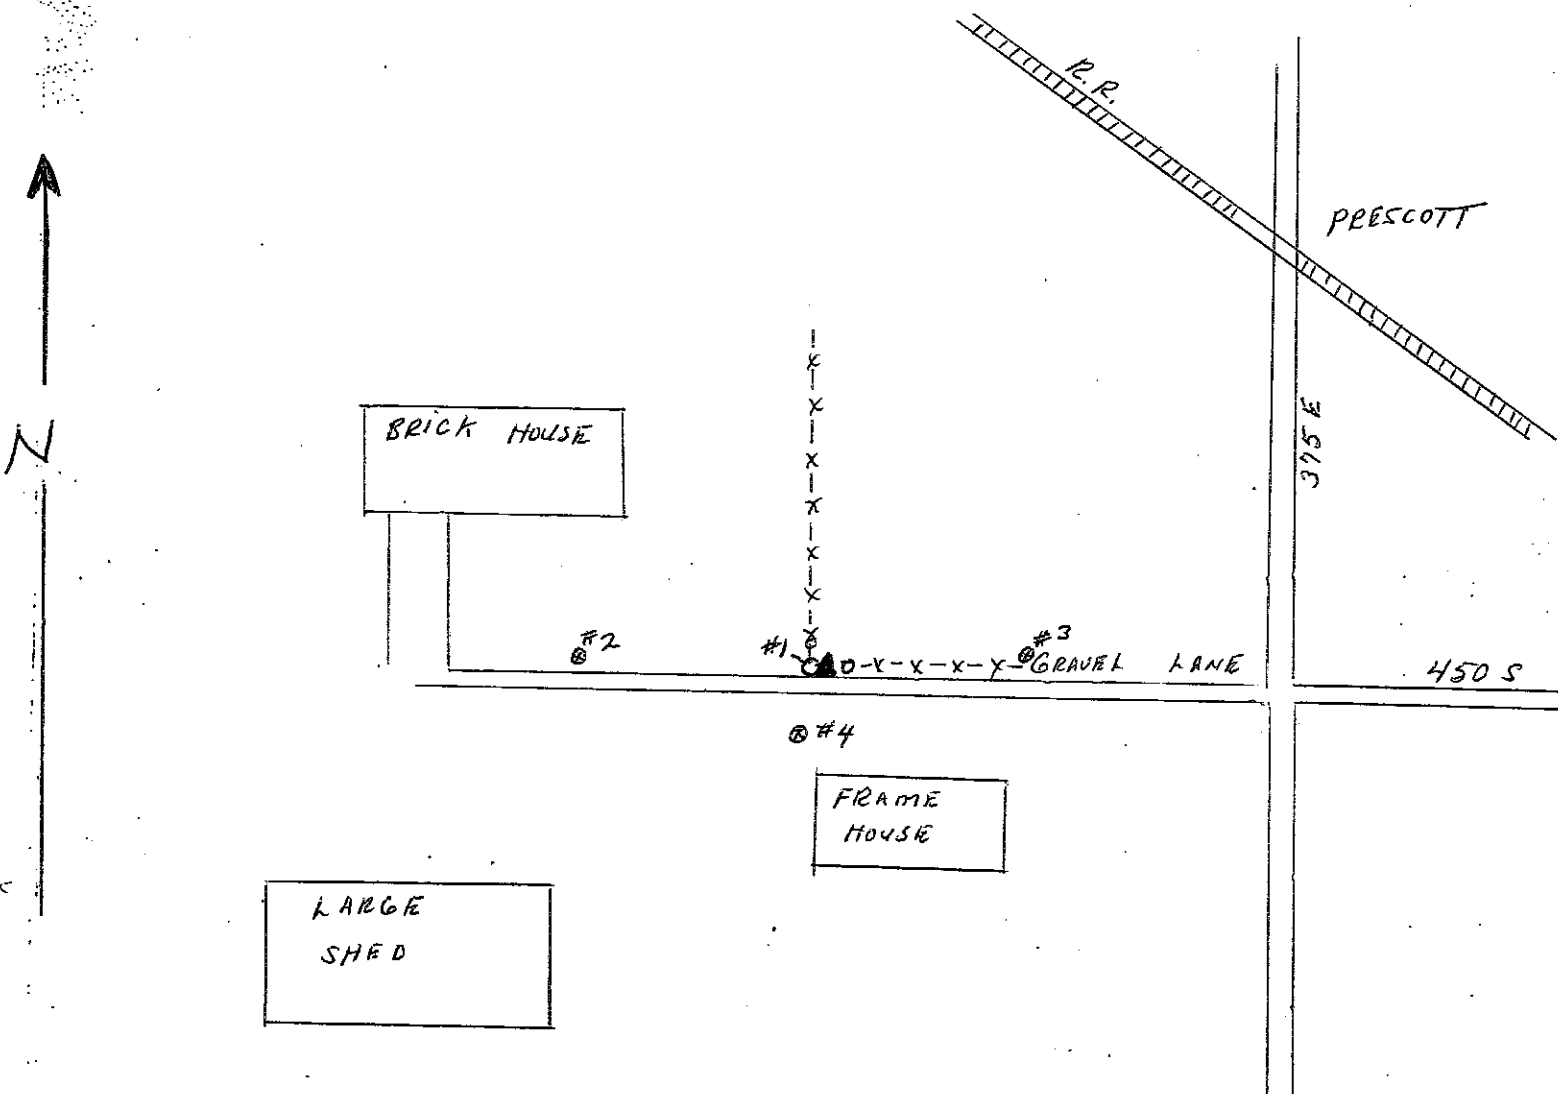 R.R.
PRESCOTT
375 E
N
BRICK HOUSE
#2
#1
#3
GRAVEL LANE
450 S
#4
FRAME
HOUSE
LARGE
SHED